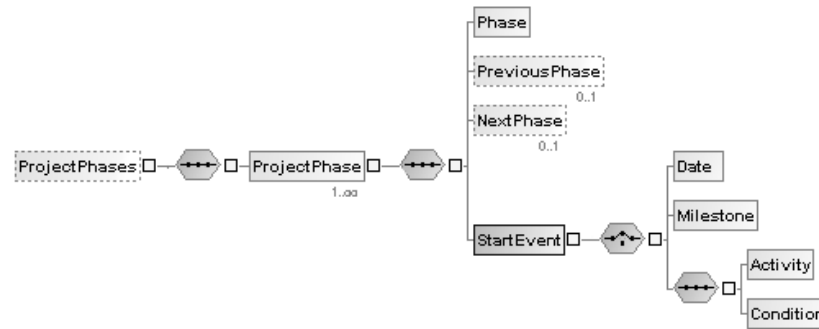 Phase
PreviousPhase
0..1
NextPhase
0..1
ProjectPhases
ProjectPhase
1..∞
Date
Milestone
StartEvent
Activity
Condition